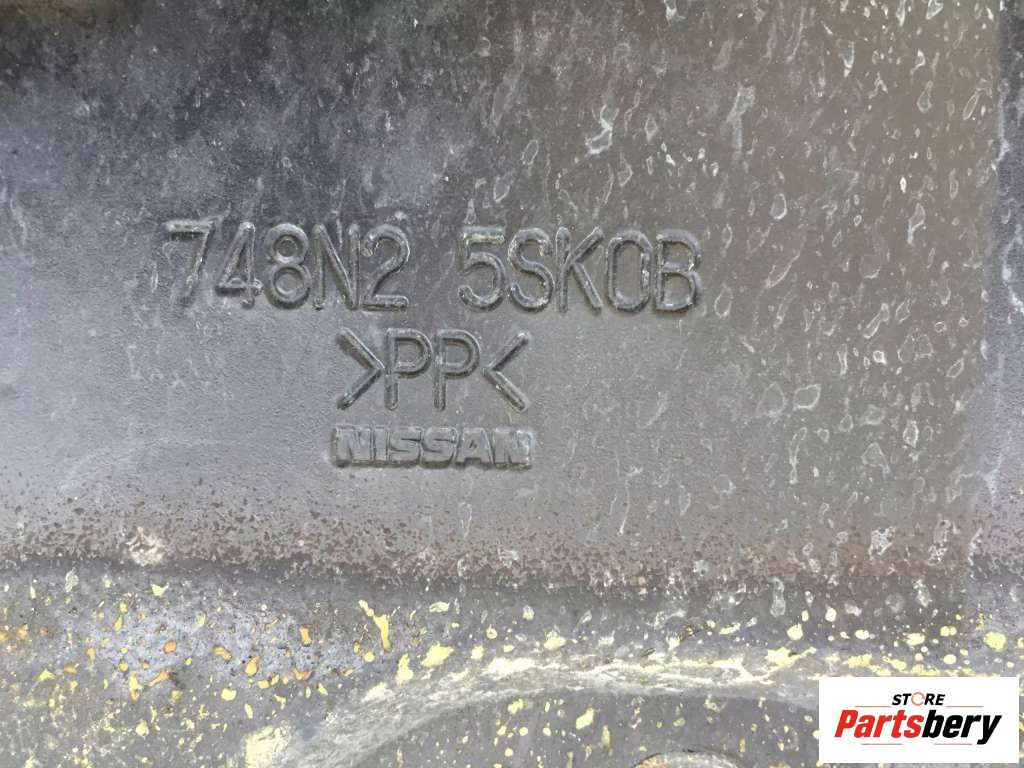 748N2 5SK0B
>PP<
NISSAN
STORE
Partsbery